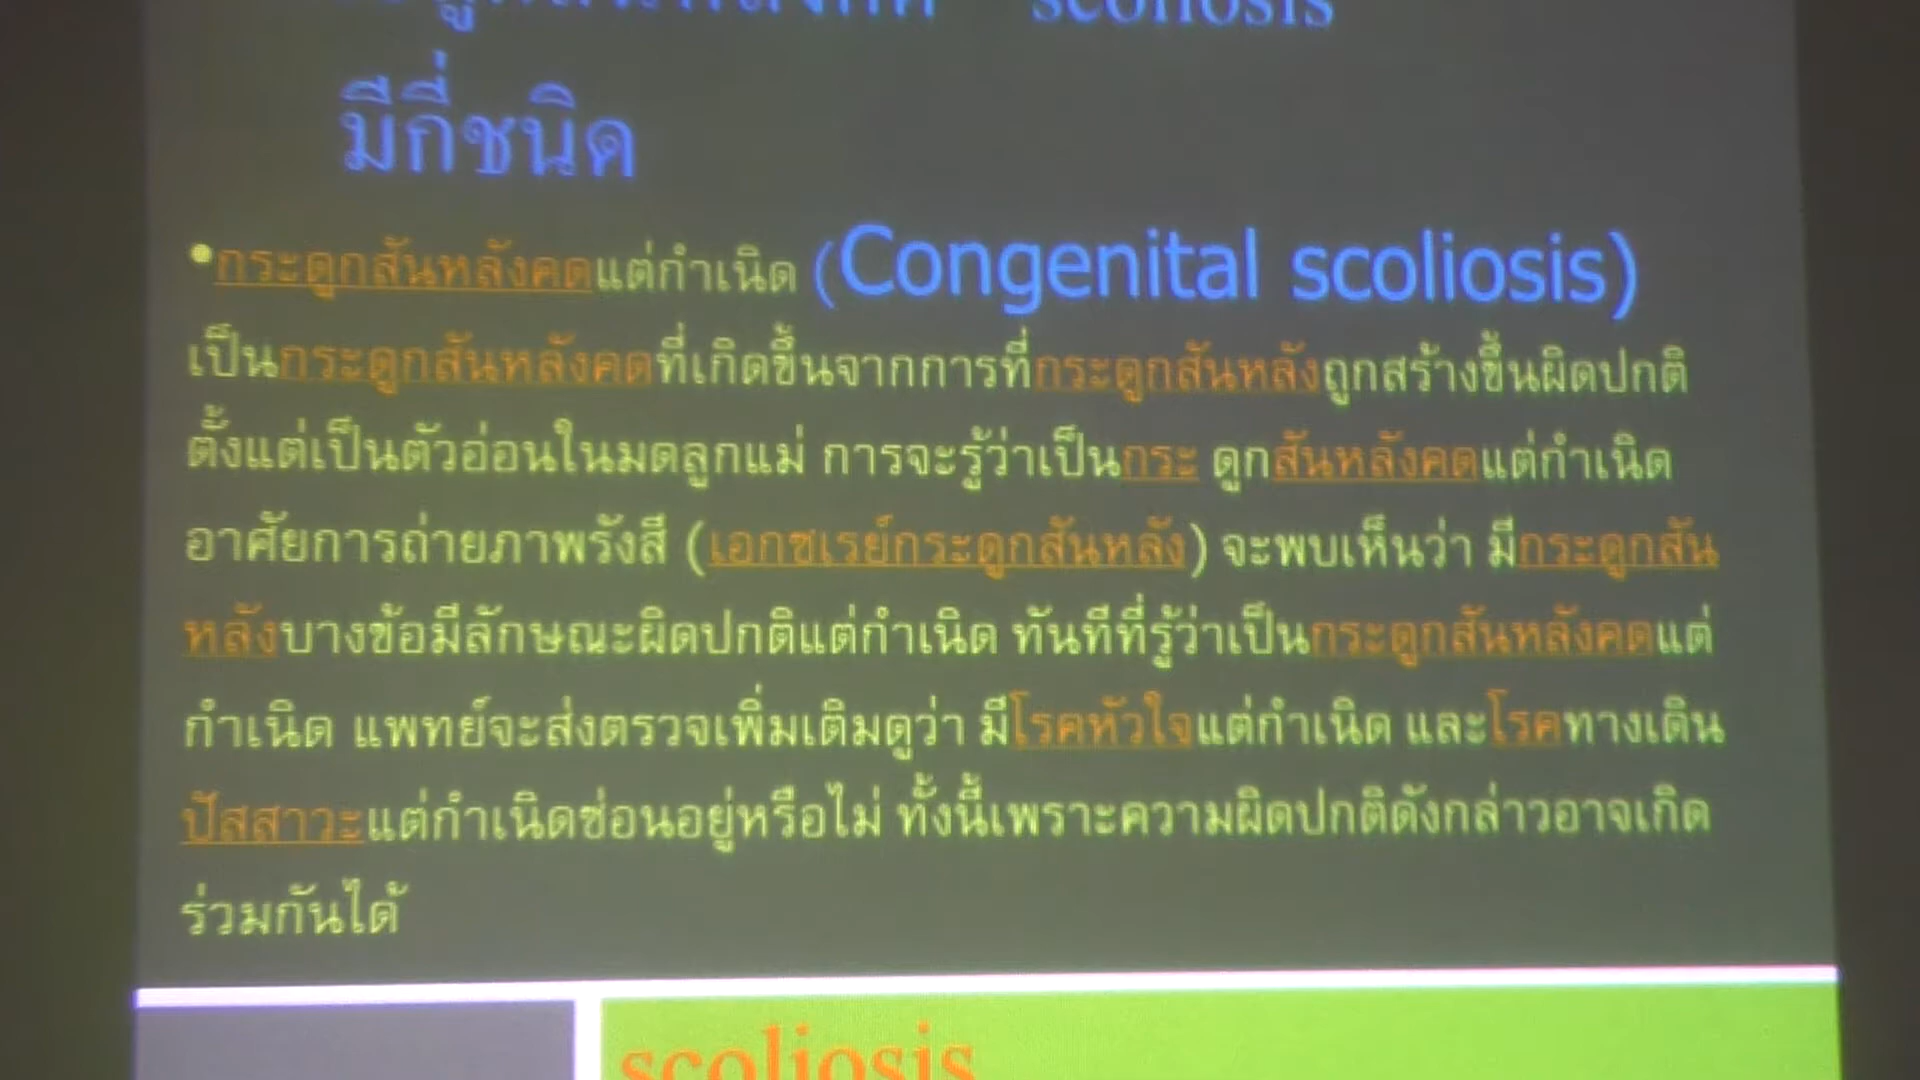 scoliosis
มีกี่ชนิด
•กระดูกสันหลังคดแต่กำเนิด (Congenital scoliosis)
เป็นกระดูกสันหลังคดที่เกิดขึ้นจากการที่กระดูกสันหลังถูกสร้างขึ้นผิดปกติ
ตั้งแต่เป็นตัวอ่อนในมดลูกแม่ การจะรู้ว่าเป็นกระ ดูกสันหลังคดแต่กำเนิด
อาศัยการถ่ายภาพรังสี (เอกซเรย์กระดูกสันหลัง) จะพบเห็นว่า มีกระดูกสัน
หลังบางข้อมีลักษณะผิดปกติแต่กำเนิด ทันทีที่รู้ว่าเป็นกระดูกสันหลังคดแต่
กำเนิด แพทย์จะส่งตรวจเพิ่มเติมดูว่า มีโรคหัวใจแต่กำเนิด และโรคทางเดิน
ปัสสาวะแต่กำเนิดซ่อนอยู่หรือไม่ ทั้งนี้เพราะความผิดปกติดังกล่าวอาจเกิด
ร่วมกันได้
scoliosis